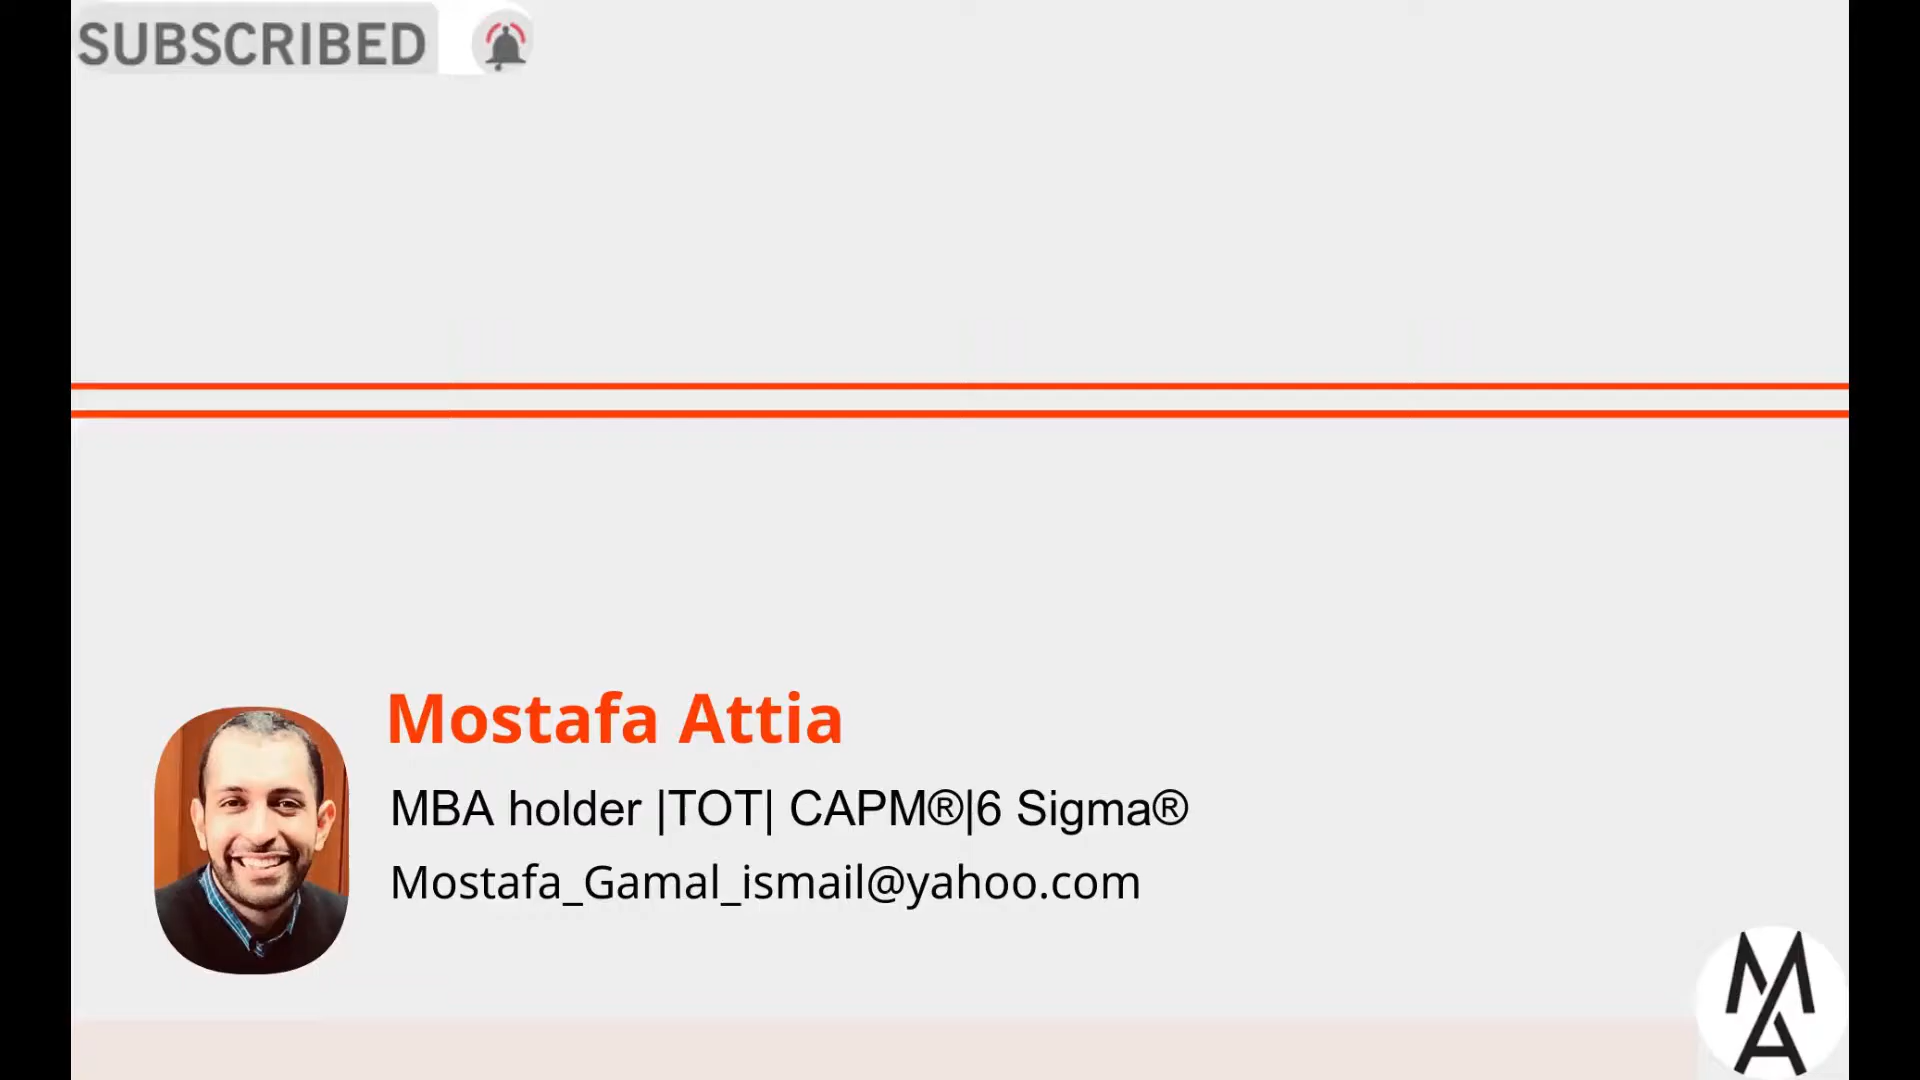 SUBSCRIBED
Mostafa Attia
MBA holder |TOT| CAPM®|6 Sigma®
Mostafa_Gamal_ismail@yahoo.com
MA